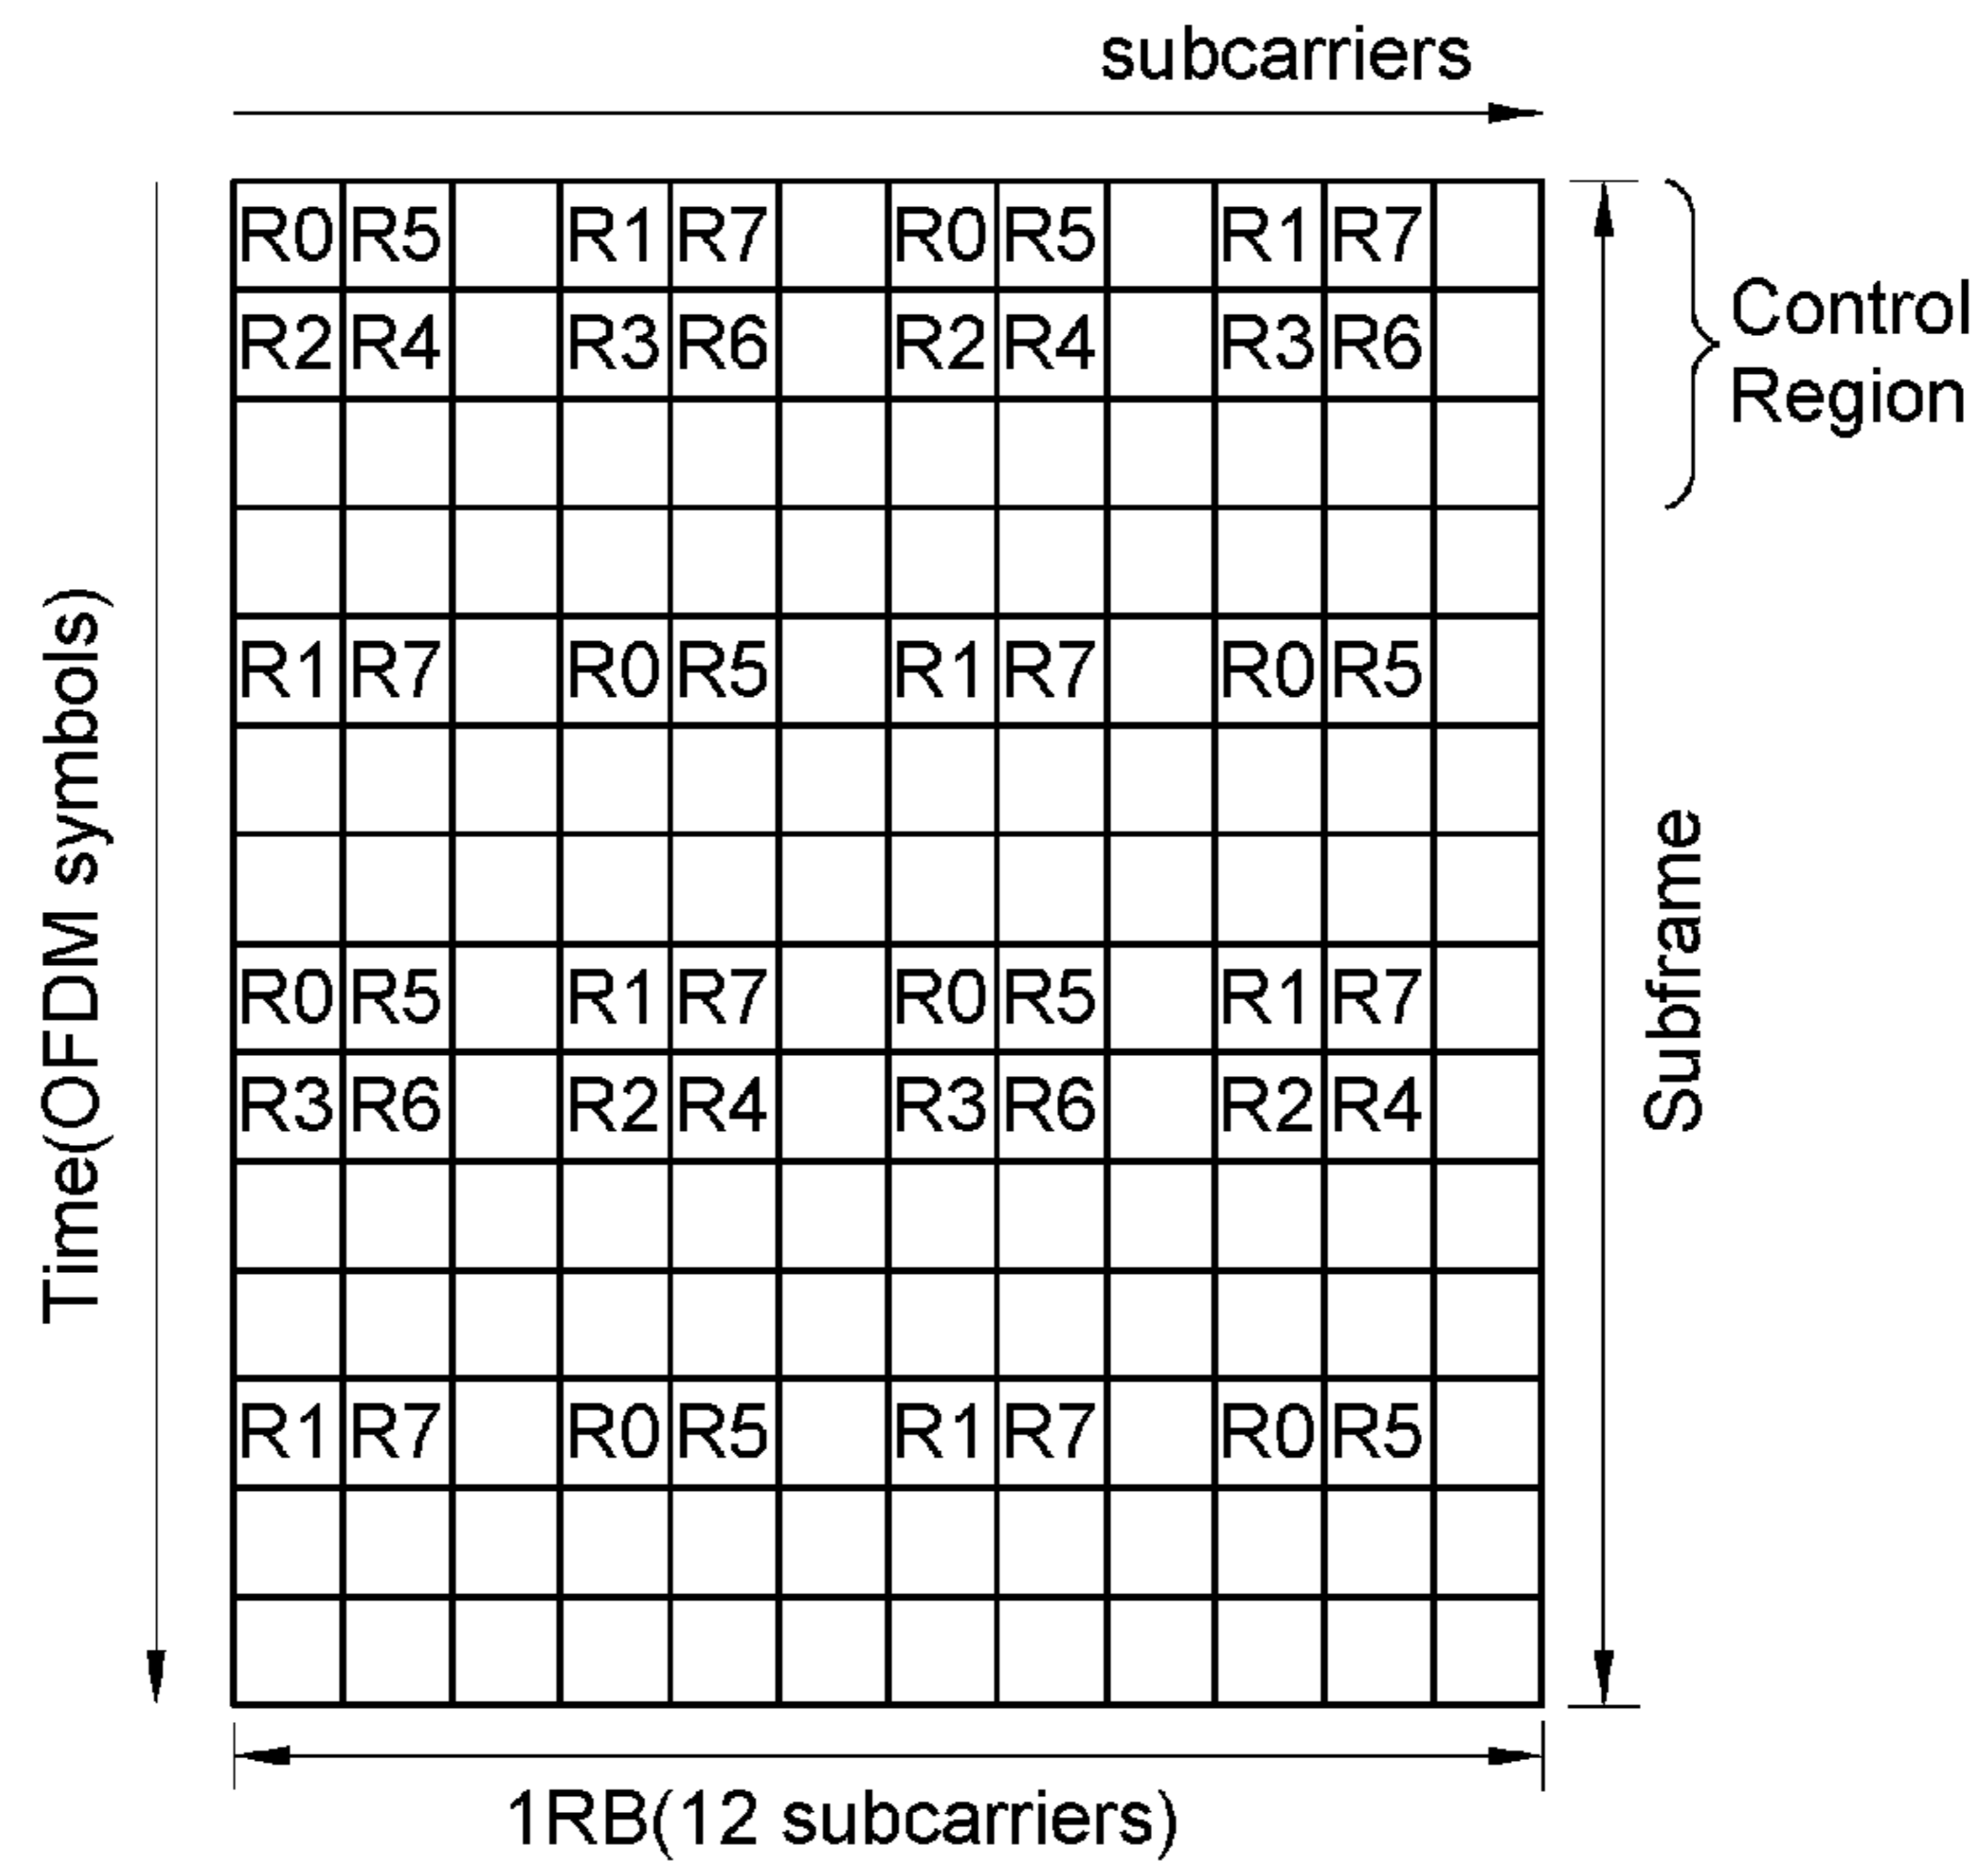 subcarriers
R0 R5 R1 R7 R0 R5 R1 R7
R2 R4 R3 R6 R2 R4 R3 R6
Control
Region
R1 R7 R0 R5 R1 R7 R0 R5
R0 R5 R1 R7 R0 R5 R1 R7
R3 R6 R2 R4 R3 R6 R2 R4
R1 R7 R0 R5 R1 R7 R0 R5
Time(OFDM symbols)
Subframe
1RB(12 subcarriers)